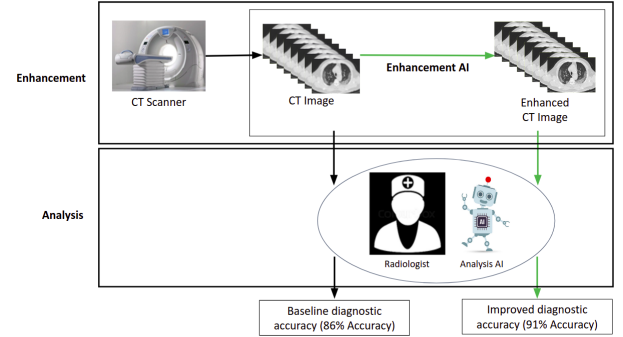 Enhancement
CT Scanner
CT Image
Enhancement AI
Enhanced
CT Image
Analysis
Radiologist
AI
Analysis AI
Baseline diagnostic
accuracy (86% Accuracy)
Improved diagnostic
accuracy (91% Accuracy)